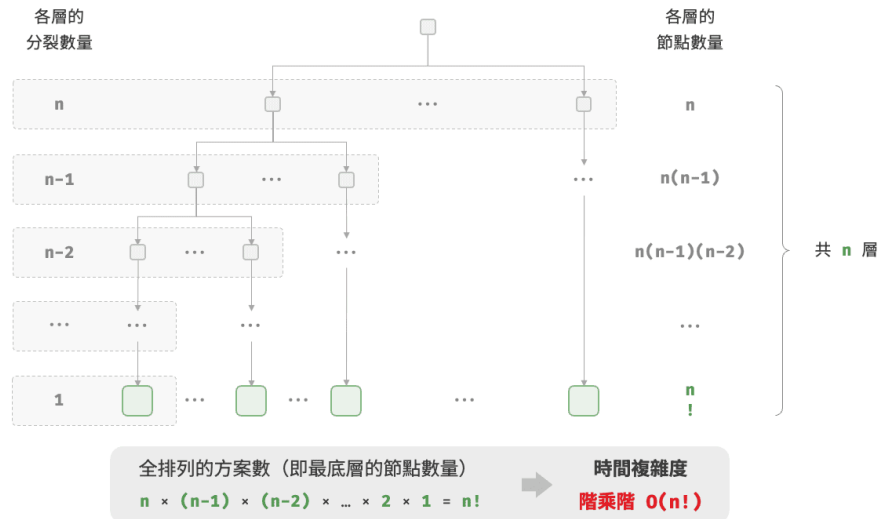 各層的
分裂數量
各層的
節點數量
n
...
n
n-1
...
...
n(n-1)
n-2
...
...
n(n-1)(n-2)
共 n 層
...
...
...
...
1
...
...
...
n
!
全排列的方案數（即最底層的節點數量）
n × (n-1) × (n-2) × … × 2 × 1 = n!
時間複雜度
階乘階 O(n!)